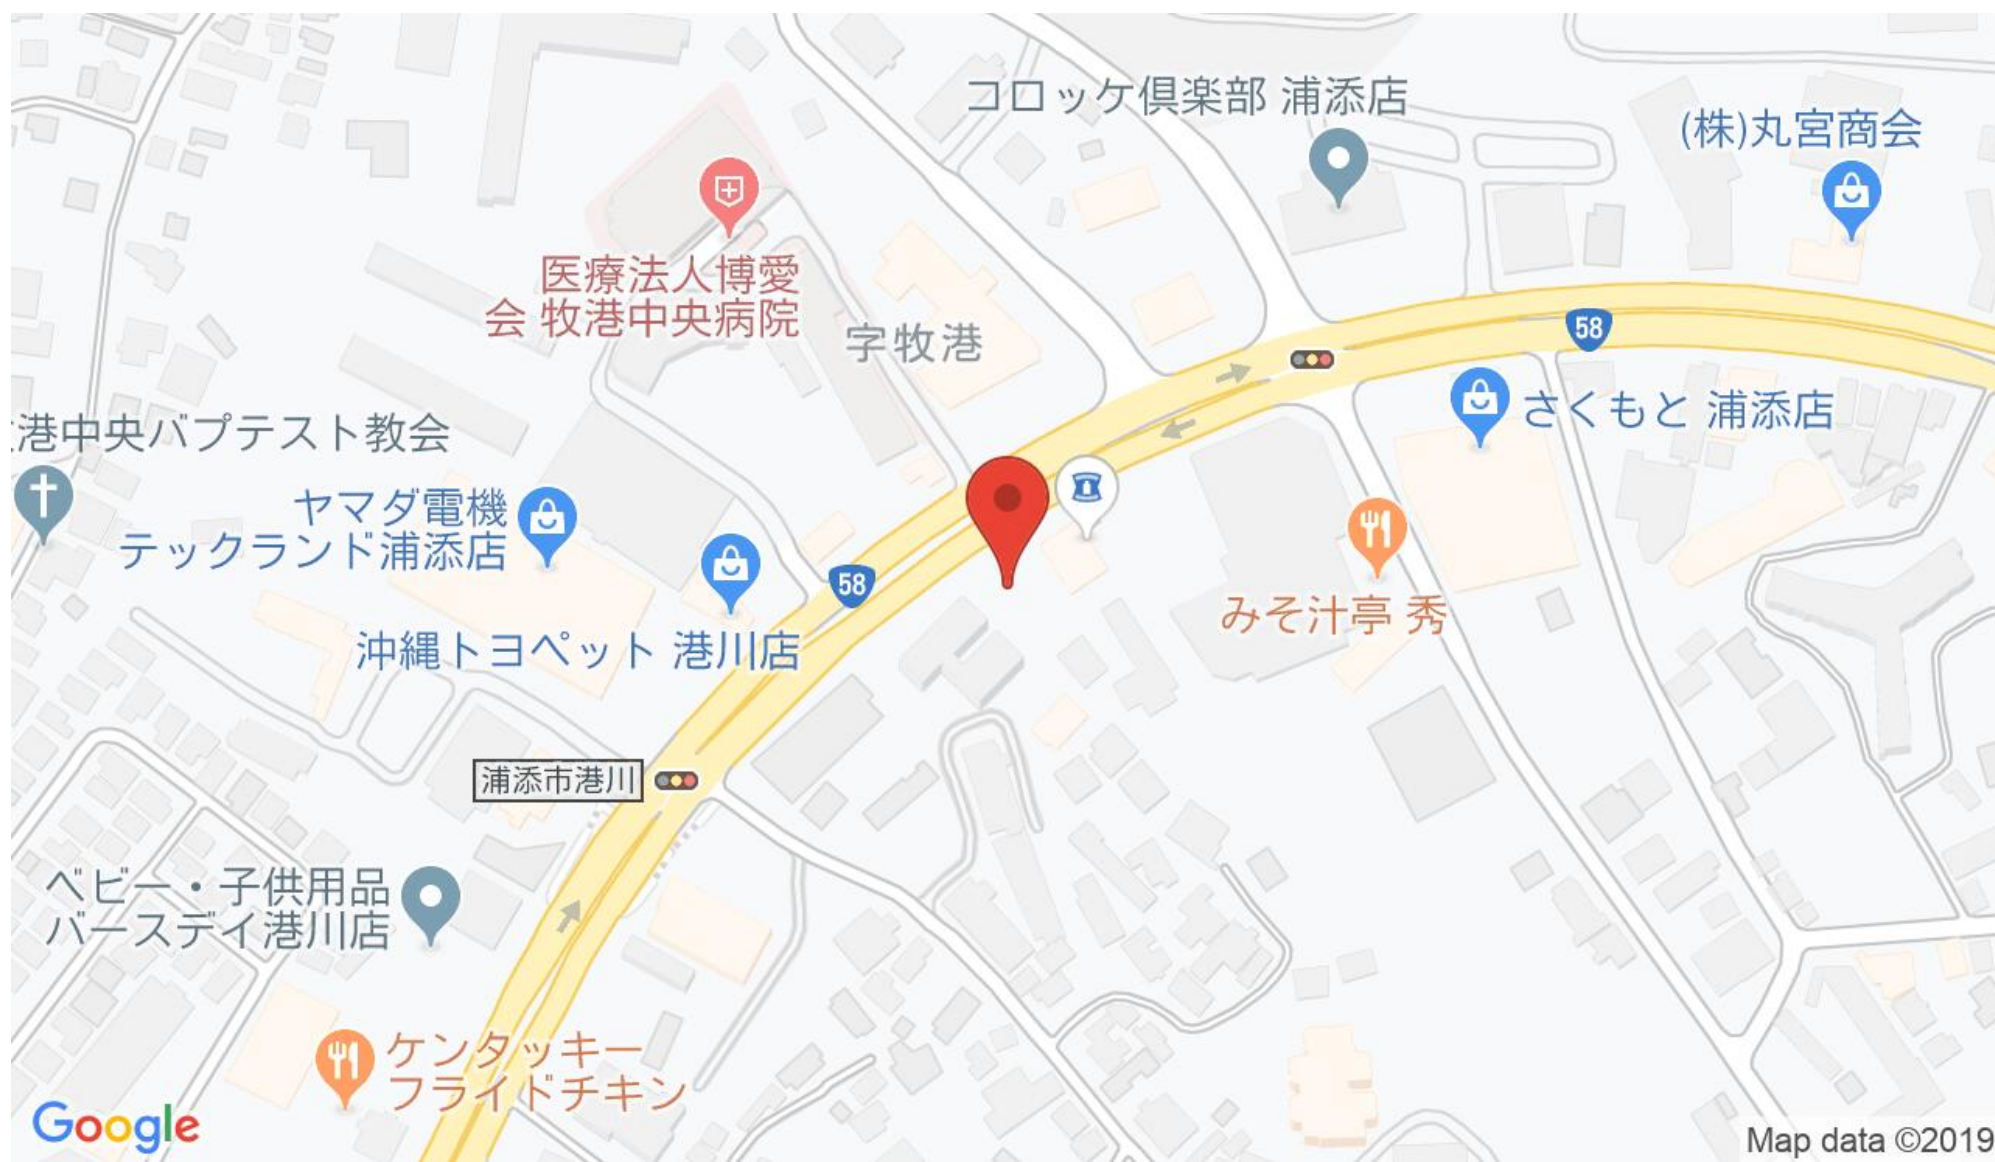 コロッケ倶楽部 浦添店
(株)丸宮商会
医療法人博愛
会 牧港中央病院
字牧港
58
さくもと 浦添店
港中央バプテスト教会
ヤマダ電機
テックランド浦添店
58
みそ汁亭 秀
沖縄トヨペット 港川店
浦添市港川
ベビー・子供用品
バースデイ港川店
ケンタッキー
フライドチキン
Google
Map data ©2019